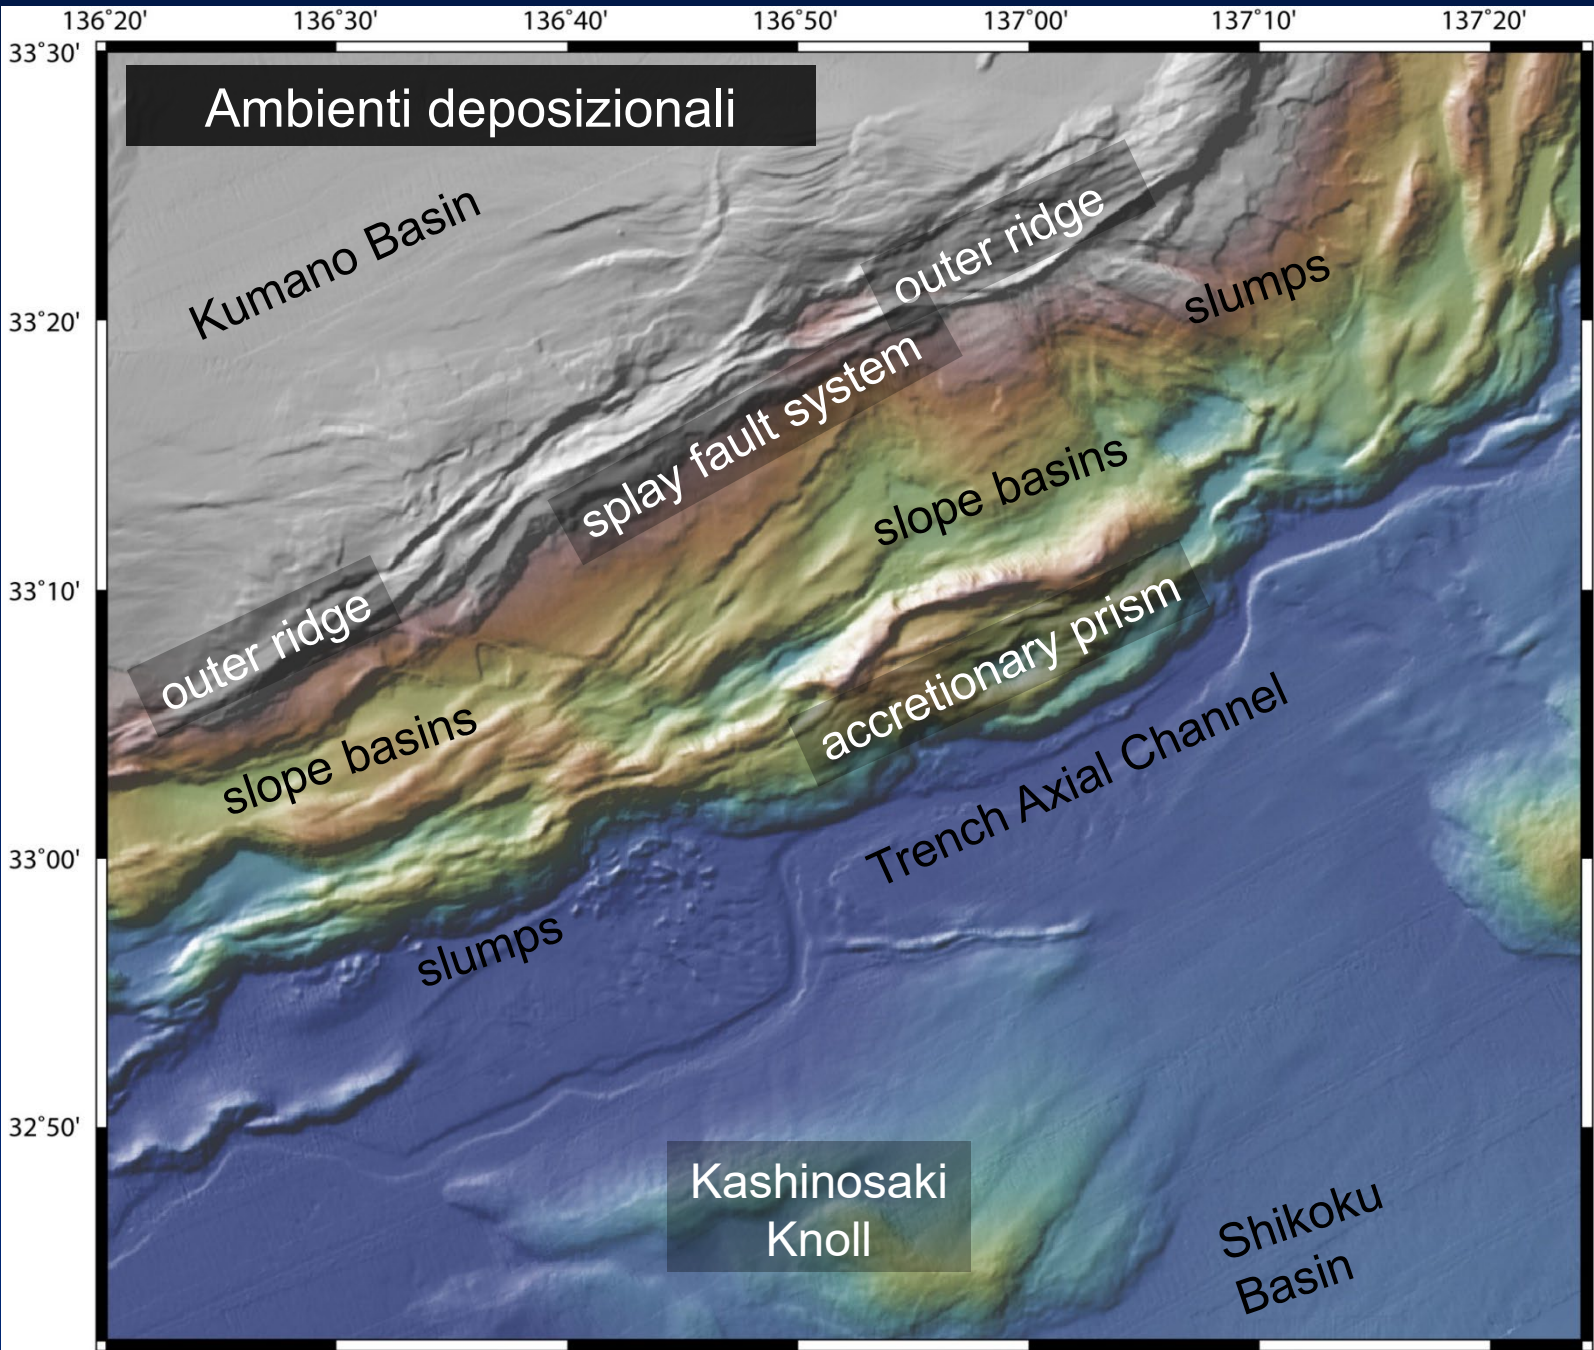 136˚20'
136˚30'
136˚40'
136˚50'
137˚00'
137˚10'
137˚20'
33˚30'
Ambienti deposizionali
Kumano Basin
outer ridge
slumps
33˚20'
splay fault system
slope basins
33˚10'
outer ridge
accretionary prism
slope basins
Trench Axial Channel
33˚00'
slumps
32˚50'
Kashinosaki
Knoll
Shikoku
Basin